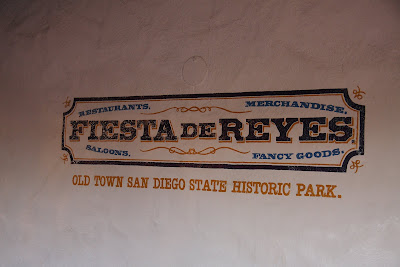 RESTAURANTS. MERCHANDISE.
FIESTA DE REYES.
SALOONS. FANCY GOODS.
OLD TOWN SAN DIEGO STATE HISTORIC PARK.